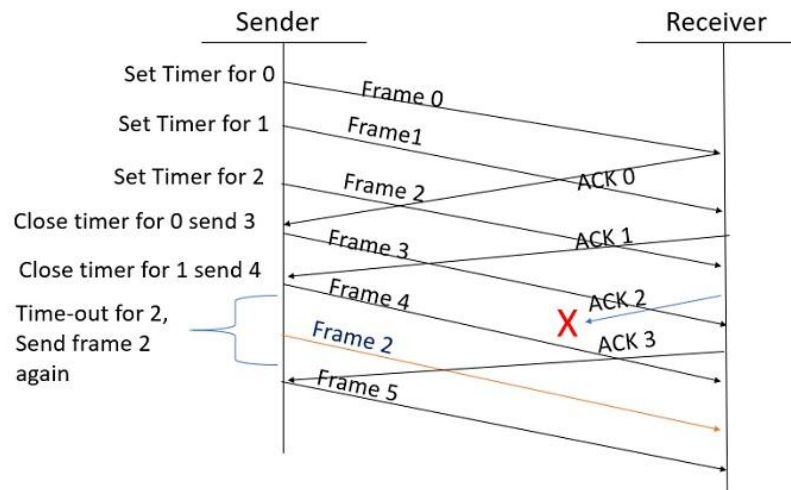 Sender
Receiver
Set Timer for 0
Frame 0
Set Timer for 1
Frame1
Set Timer for 2
Frame 2
ACK 0
Close timer for 0 send 3
Frame 3
ACK 1
Close timer for 1 send 4
Frame 4
ACK 2
X
Time-out for 2,
Send frame 2
again
Frame 2
ACK 3
Frame 5